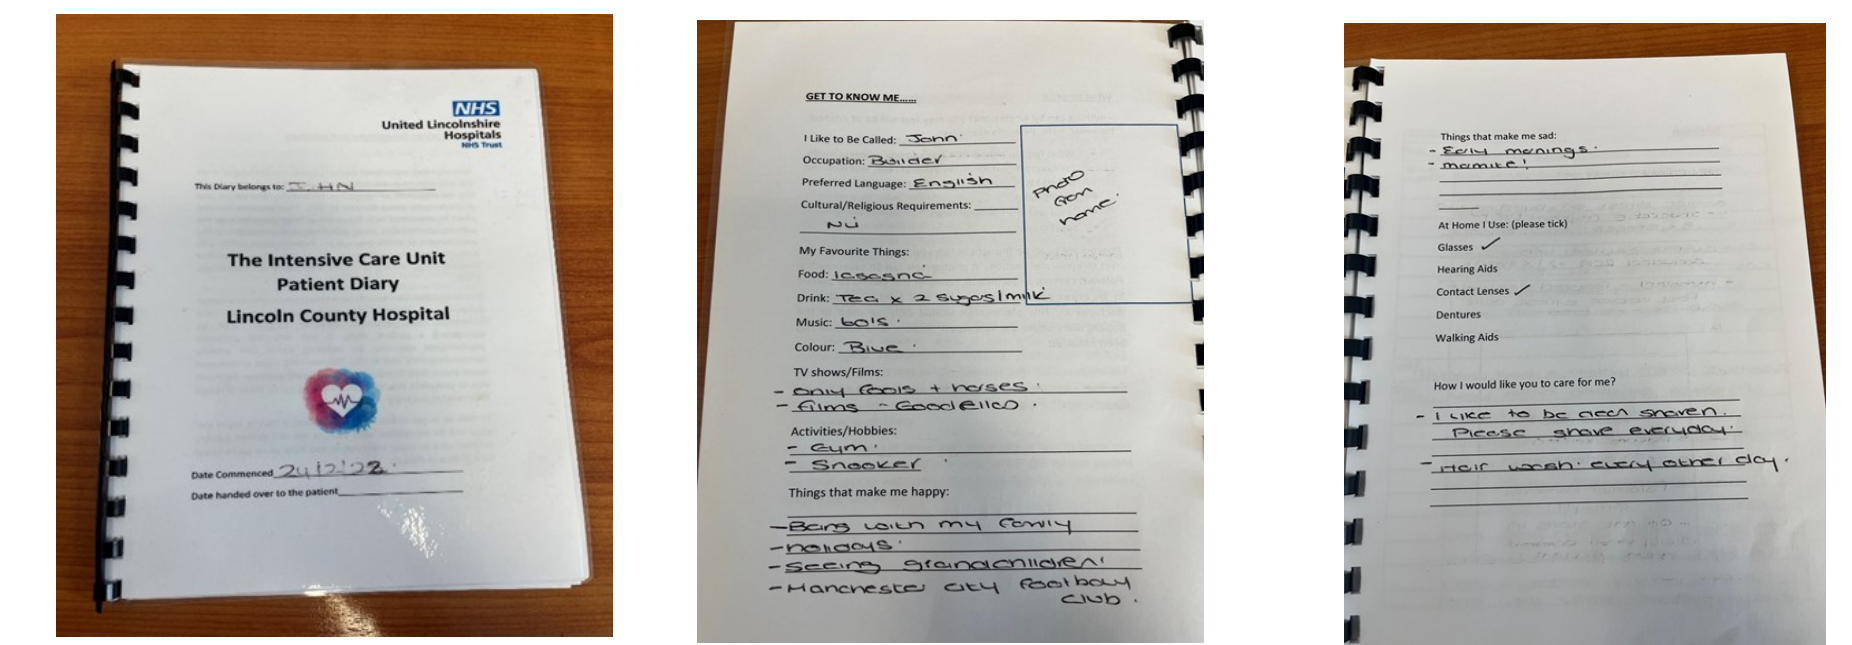 NHS
United Lincolnshire
Hospitals
NHS Trust
This Diary belongs to: J.HN
The Intensive Care Unit
Patient Diary
Lincoln County Hospital
Date Commenced 24/2/22.
Date handed over to the patient
GET TO KNOW ME......
I Like to Be Called: John
Occupation: Builder
Preferred Language: English
Cultural/Religious Requirements:
Nil
photo
from
home.
My Favourite Things:
Food: lasagna
Drink: Tea x 2 sugars/milk
Music: 60's.
Colour: Blue.
TV shows/Films:
- only fools + horses.
- films - Goodfellas.
Activities/Hobbies:
- Gym.
- Snooker
Things that make me happy:
- Being with my family
- holidays.
- Seeing grandchildren.
- Manchester city football
club.
Things that make me sad:
- Early mornings.
- marmite!
At Home I Use: (please tick)
Glasses ✓
Hearing Aids
Contact Lenses ✓
Dentures
Walking Aids
How I would like you to care for me?
- I like to be clean shaven.
Please shave everyday.
- Hair wash. every other day.